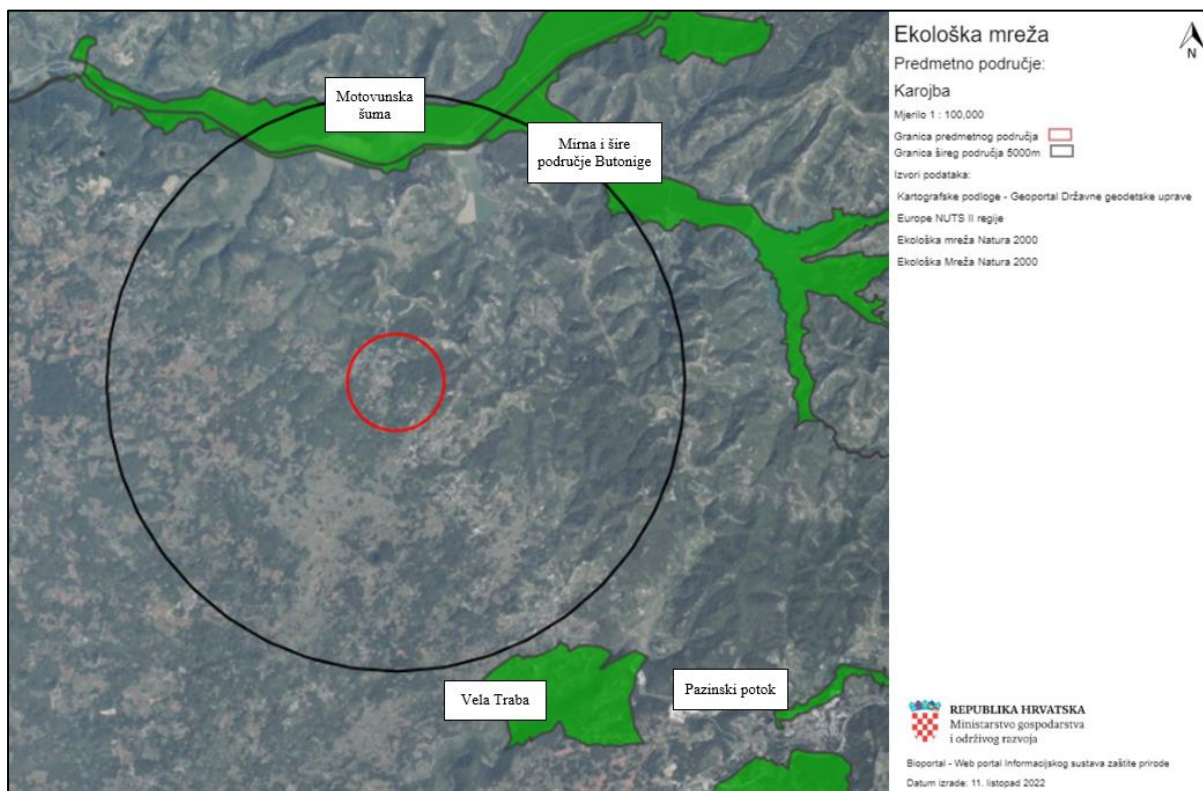 Motovunska
šuma
Mirna i šire
područje Butonige
Vela Traba
Pazinski potok
Ekološka mreža
N
Predmetno područje:
Karojba
Mjerilo 1 : 100,000
Granica predmetnog područja
Granica šireg područja 5000m
Izvori podataka:
Kartografske podloge - Geoportal Državne geodetske uprave
Europe NUTS II regije
Ekološka mreža Natura 2000
Ekološka Mreža Natura 2000
REPUBLIKA HRVATSKA
Ministarstvo gospodarstva
i održivog razvoja
Bioportal - Web portal Informacijskog sustava zaštite prirode
Datum izrade: 11. listopad 2022